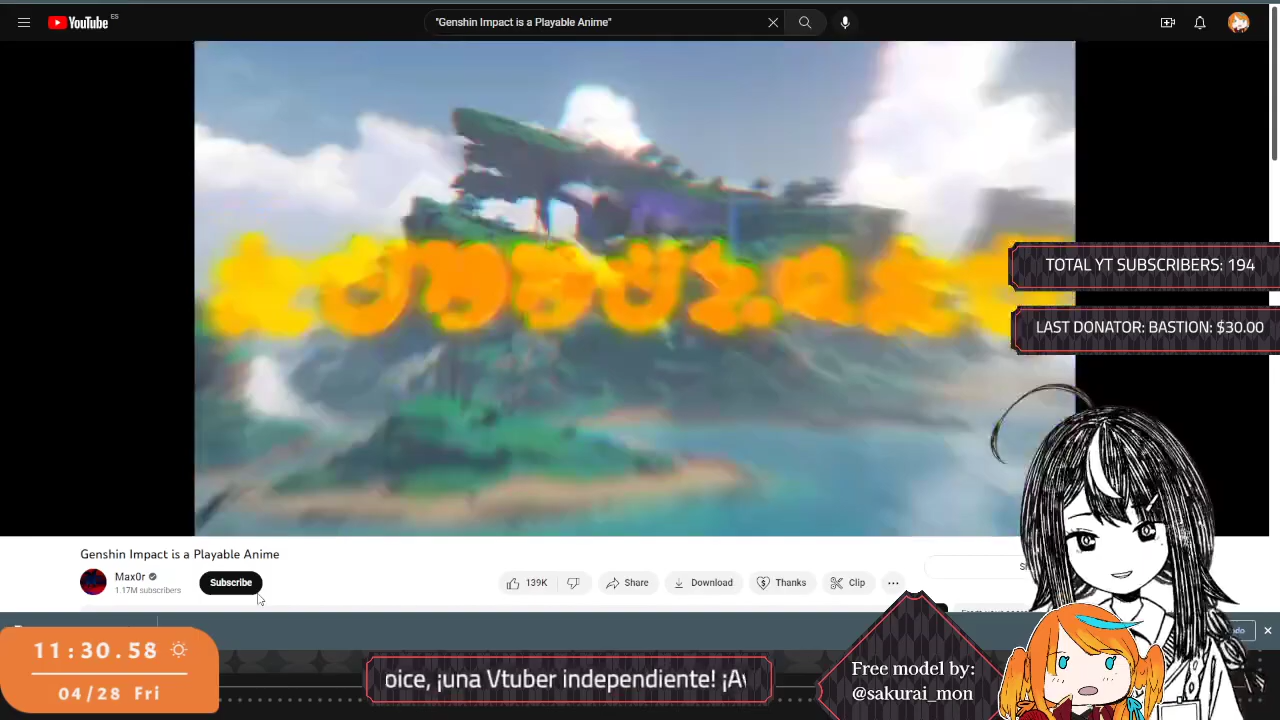 YouTube ES
"Genshin Impact is a Playable Anime"
TOTAL YT SUBSCRIBERS: 194
LAST DONATOR: BASTION: $30.00
Genshin Impact is a Playable Anime
Max0r
1.17M subscribers
Subscribe
139K
Share
Download
Thanks
Clip
11:30.58
04/28 Fri
oice, ¡una Vtuber independiente! ¡Av
Free model by:
@sakurai_mon